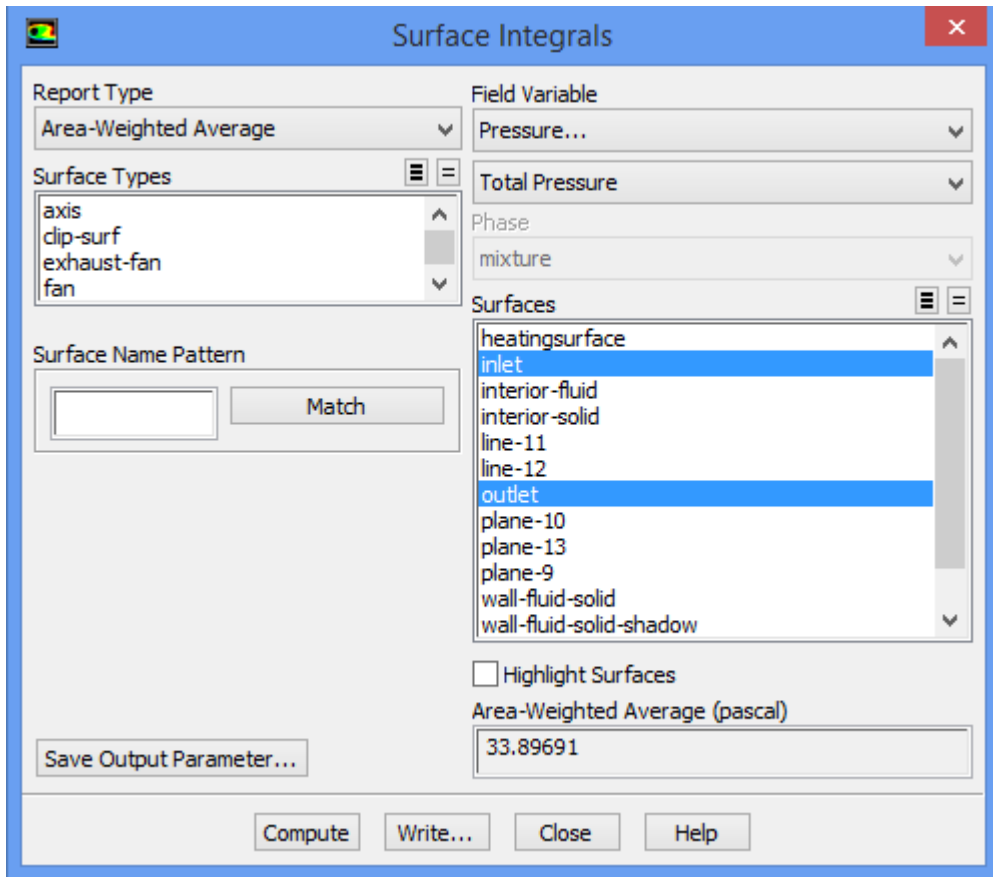 Surface Integrals
Report Type
Area-Weighted Average
Surface Types
axis
clip-surf
exhaust-fan
fan
Surface Name Pattern
Match
Save Output Parameter...
Field Variable
Pressure...
Total Pressure
Phase
mixture
Surfaces
heatingsurface
inlet
interior-fluid
interior-solid
line-11
line-12
outlet
plane-10
plane-13
plane-9
wall-fluid-solid
wall-fluid-solid-shadow
Highlight Surfaces
Area-Weighted Average (pascal)
33.89691
Compute
Write...
Close
Help